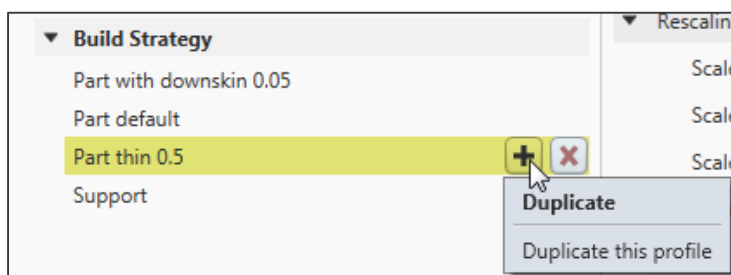 Build Strategy
Part with downskin 0.05
Part default
Part thin 0.5
Support
Duplicate
Duplicate this profile